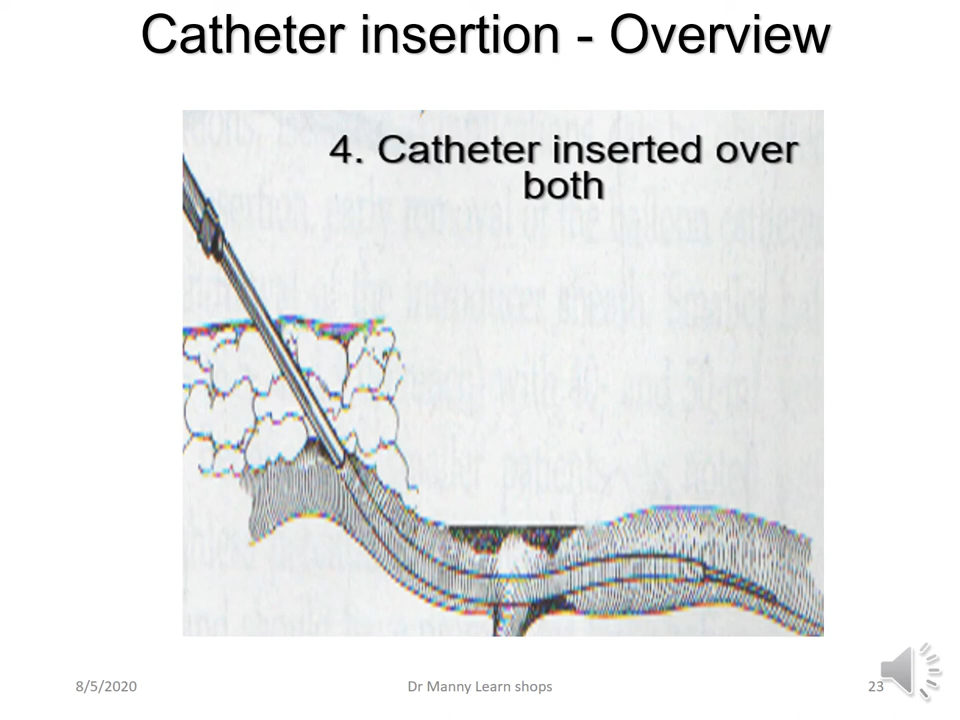 Catheter insertion - Overview
4. Catheter inserted over
both
8/5/2020
Dr Manny Learn shops
23